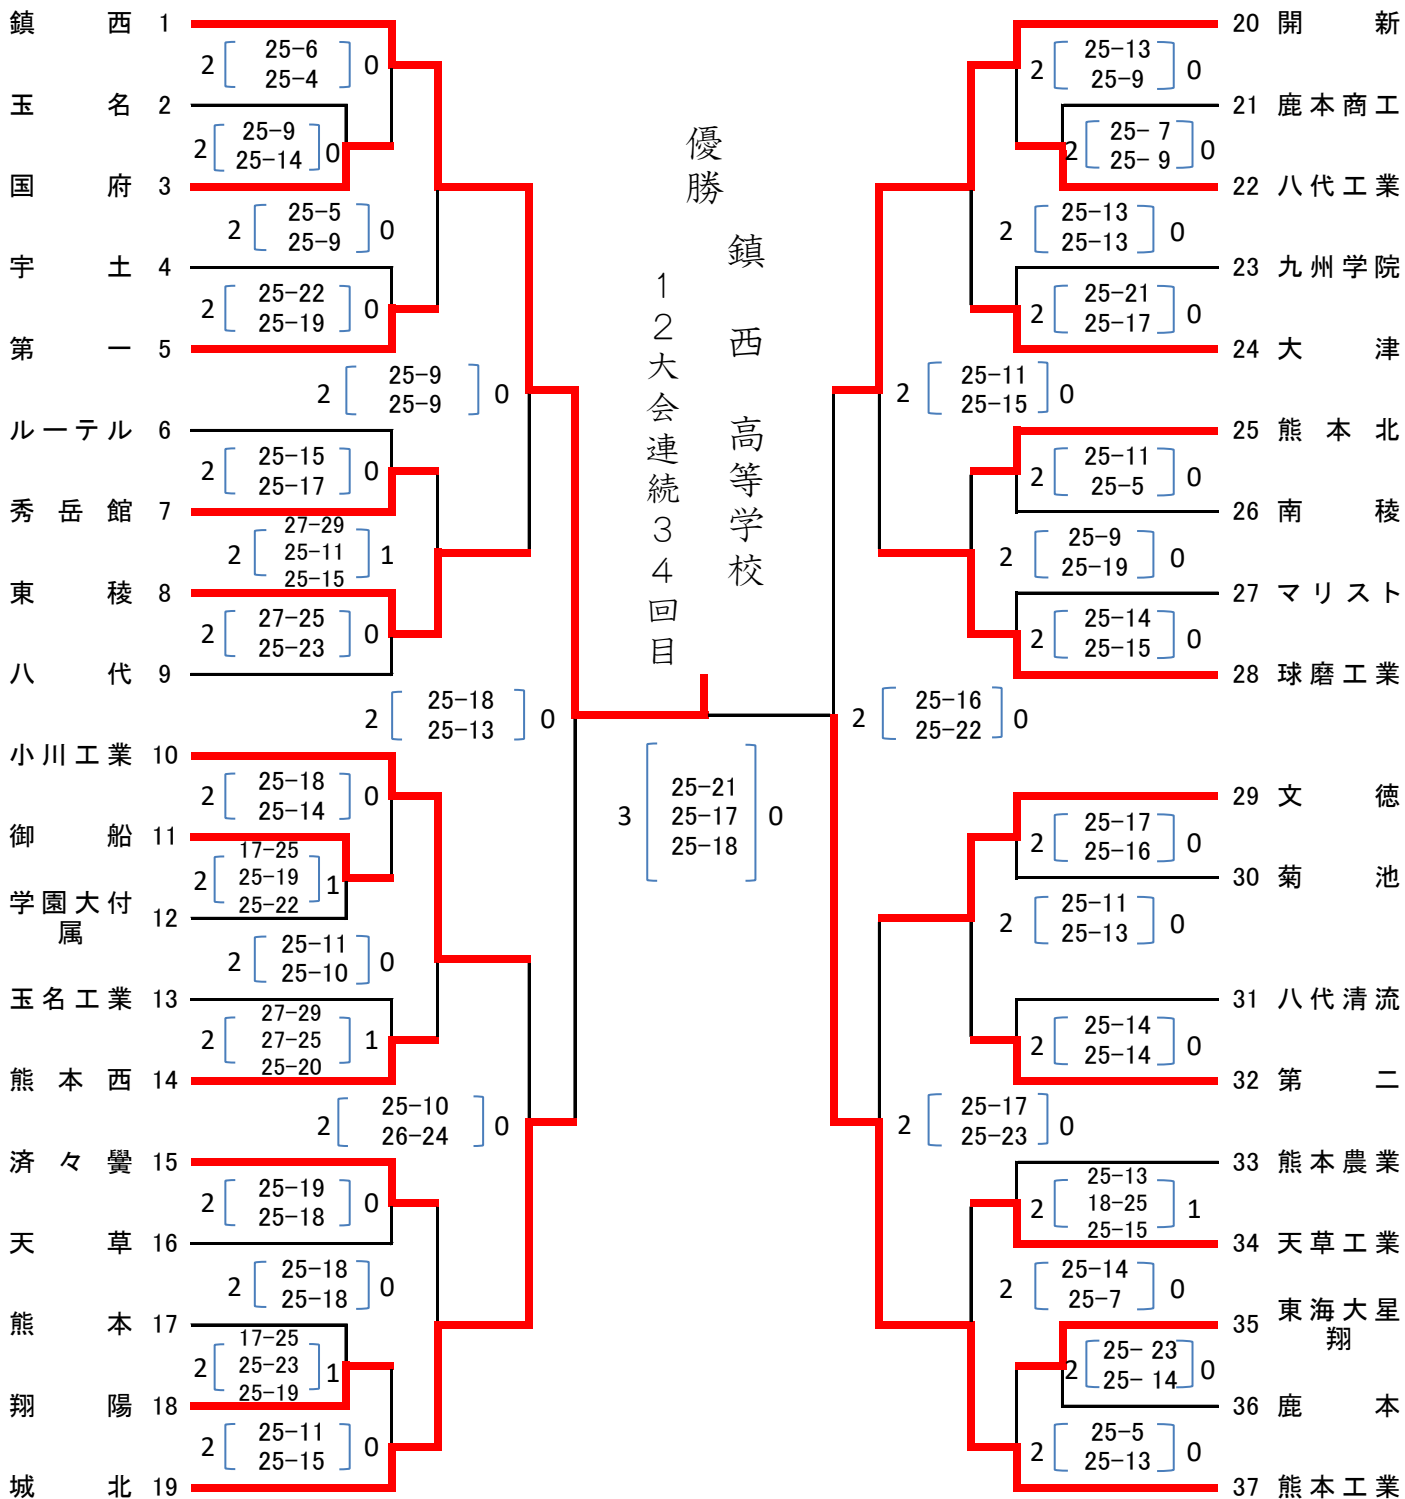 鎮西 1
2 25-6 0
25-4
玉名 2
2 25-9 0
25-14
国府 3
2 25-5 0
25-9
宇土 4
2 25-22 0
25-19
第一 5
2 25-9 0
25-9
ルーテル 6
2 25-15 0
25-17
秀岳館 7
27-29
2 25-11 1
25-15
東稜 8
2 27-25 0
25-23
八代 9
2 25-18 0
25-13
小川工業 10
2 25-18 0
25-14
御船 11
17-25
2 25-19 1
25-22
学園大付属 12
2 25-11 0
25-10
玉名工業 13
27-29
2 27-25 1
25-20
熊本西 14
2 25-10 0
26-24
済々黌 15
2 25-19 0
25-18
天草 16
2 25-18 0
25-18
熊本 17
17-25
2 25-23 1
25-19
翔陽 18
2 25-11 0
25-15
城北 19
優勝
鎮西高等学校
12大会連続34回目
25-21
3 25-17 0
25-18
20 開新
2 25-13 0
25-9
21 鹿本商工
2 25- 7 0
25- 9
22 八代工業
2 25-13 0
25-13
23 九州学院
2 25-21 0
25-17
24 大津
2 25-11 0
25-15
25 熊本北
2 25-11 0
25-5
26 南稜
2 25-9 0
25-19
27 マリスト
2 25-14 0
25-15
28 球磨工業
2 25-16 0
25-22
29 文徳
2 25-17 0
25-16
30 菊池
2 25-11 0
25-13
31 八代清流
2 25-14 0
25-14
32 第二
2 25-17 0
25-23
33 熊本農業
25-13
2 18-25 1
25-15
34 天草工業
2 25-14 0
25-7
35 東海大星翔
2 25- 23 0
25- 14
36 鹿本
2 25-5 0
25-13
37 熊本工業